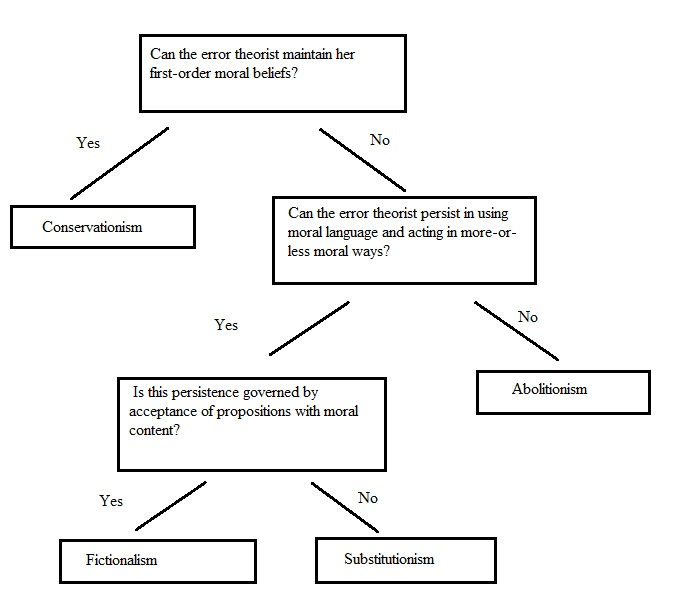 Can the error theorist maintain her
first-order moral beliefs?
Yes
No
Conservationism
Can the error theorist persist in using
moral language and acting in more-or-
less moral ways?
Yes
No
Is this persistence governed by
acceptance of propositions with moral
content?
Abolitionism
Yes
No
Fictionalism
Substitutionism